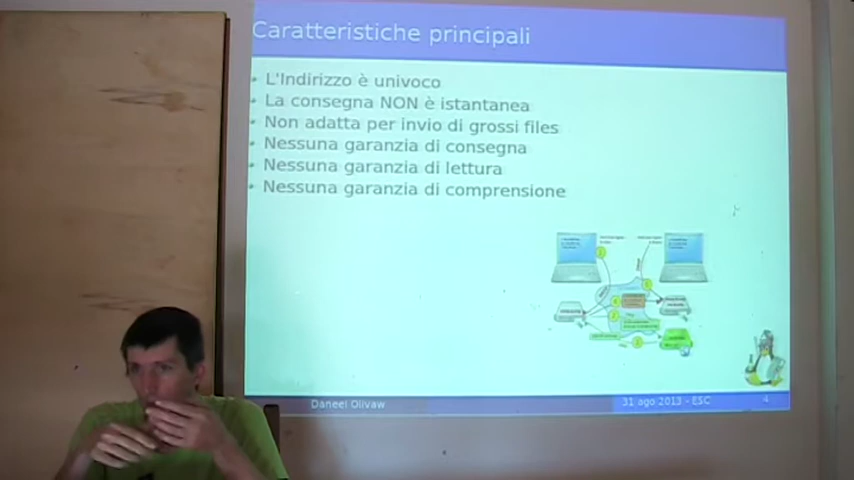 Caratteristiche principali
L'Indirizzo è univoco
La consegna NON è istantanea
Non adatta per invio di grossi files
Nessuna garanzia di consegna
Nessuna garanzia di lettura
Nessuna garanzia di comprensione
Daneel Olivaw
31 ago 2013 - ESC
4